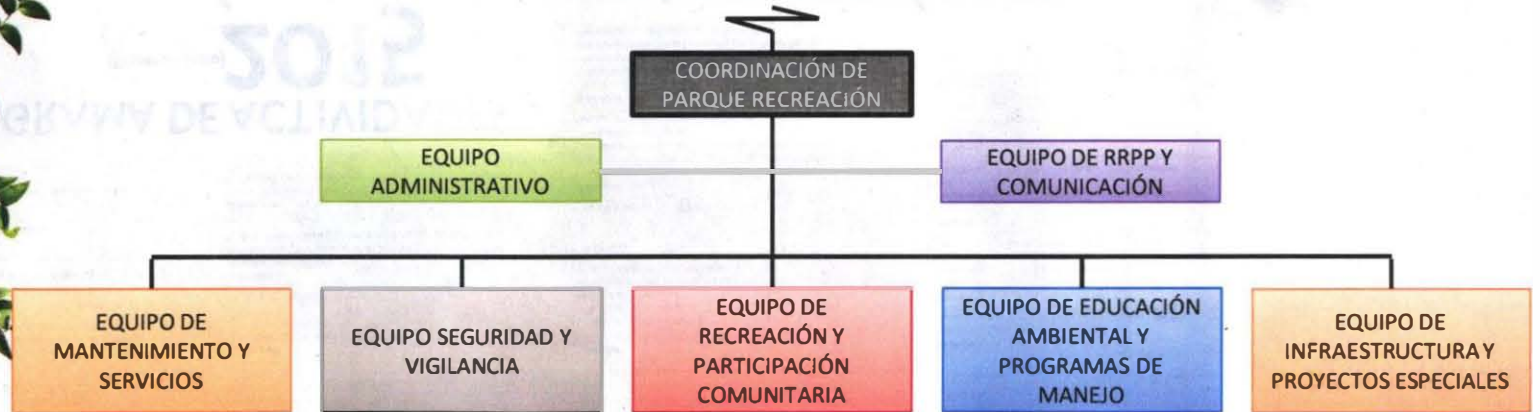 COORDINACIÓN DE
PARQUE RECREACIÓN
EQUIPO
ADMINISTRATIVO
EQUIPO DE RRPP Y
COMUNICACIÓN
EQUIPO DE
MANTENIMIENTO Y
SERVICIOS
EQUIPO SEGURIDAD Y
VIGILANCIA
EQUIPO DE
RECREACIÓN Y
PARTICIPACIÓN
COMUNITARIA
EQUIPO DE EDUCACIÓN
AMBIENTAL Y
PROGRAMAS DE
MANEJO
EQUIPO DE
INFRAESTRUCTURA Y
PROYECTOS ESPECIALES